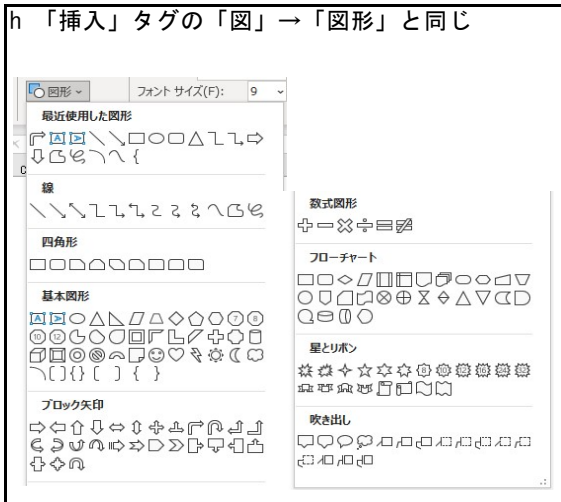 h 「挿入」タグの「図」→「図形」と同じ
図形 フォント サイズ(F): 9
最近使用した図形
線
四角形
基本図形
ブロック矢印
数式図形
フローチャート
星とリボン
吹き出し